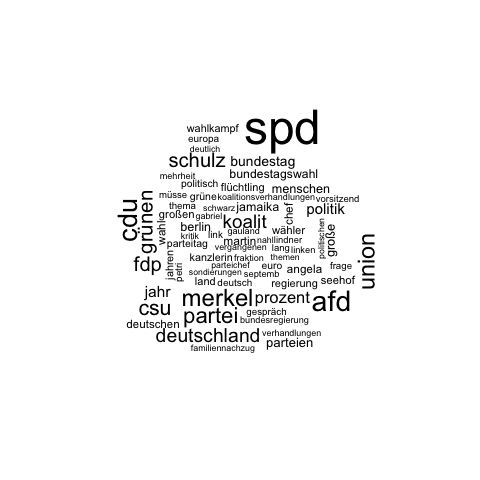 wahlkampf
spd
europa
deutlich
schulz bundestag
mehrheit bundestagswahl
politisch flüchtling menschen
müsse grüne koalitionsverhandlungen vorsitzend
cdu
grünen
thema schwarz jamaika
chef
politik
großen gabriel koalit
wahl
berlin link gauland wähler
politischen
große
union
kritik martin nahl lindner
parteitag vergangenen lang linken
fdp
jahren
petri
kanzlerin fraktion themen
parteichef euro angela frage
sondierungen septemb
land deutsch regierung seehof
jahr merkel prozent afd
csu partei gespräch
deutschen bundesregierung
deutschland verhandlungen
familiennachzug parteien